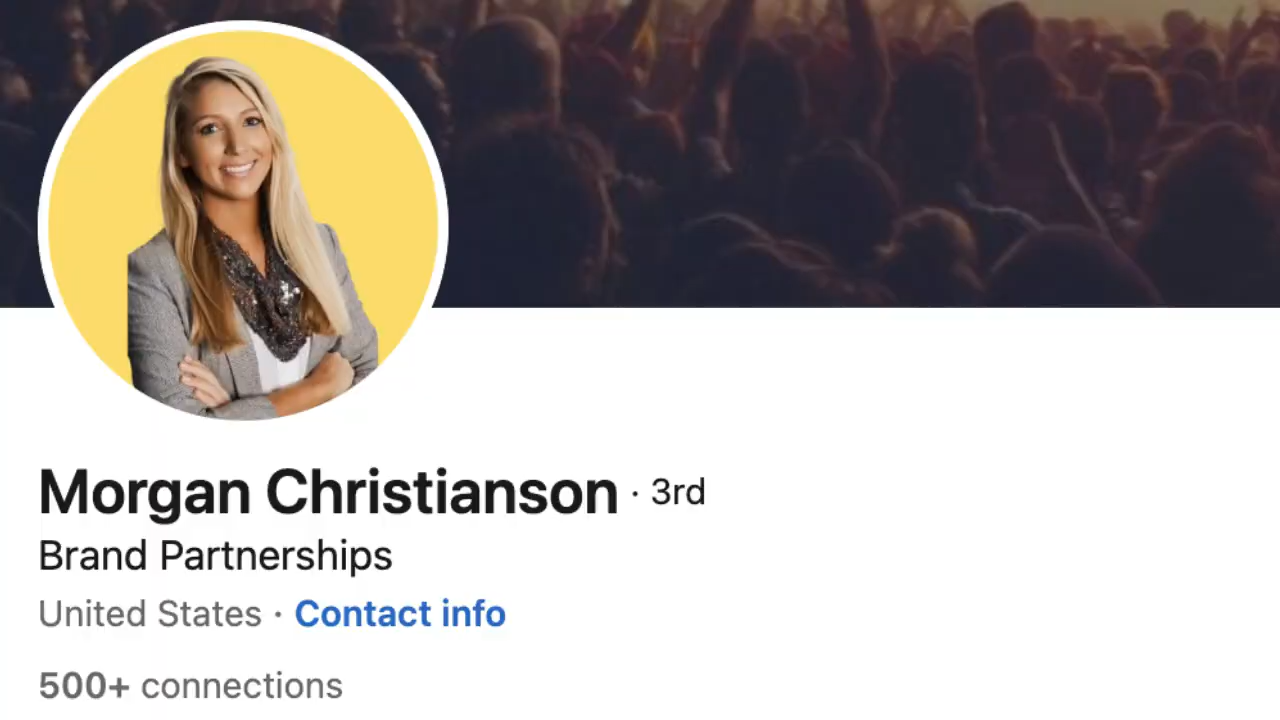 Morgan Christianson · 3rd
Brand Partnerships
United States · Contact info
500+ connections